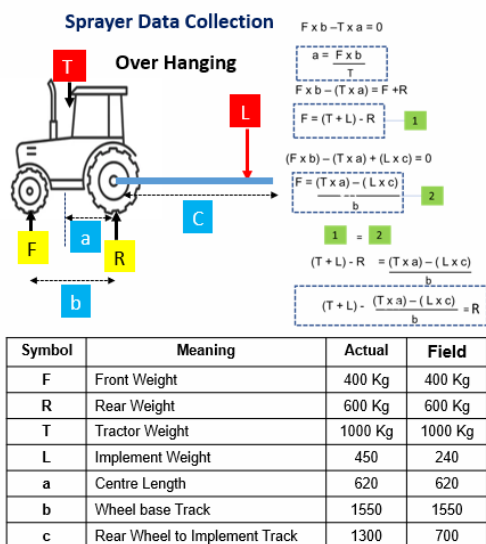 Sprayer Data Collection
Over Hanging
T
L
C
a
F
R
b
F x b –T x a = 0
a = F x b
T
F x b – (T x a) = F +R
F = (T + L) - R
1
(F x b) – (T x a) + (L x c) = 0
F = (T x a) – ( L x c)
b
2
1 = 2
(T + L) - R = (T x a) – ( L x c)
b
(T + L) - (T x a) – ( L x c) = R
b
Symbol Meaning Actual Field
F Front Weight 400 Kg 400 Kg
R Rear Weight 600 Kg 600 Kg
T Tractor Weight 1000 Kg 1000 Kg
L Implement Weight 450 240
a Centre Length 620 620
b Wheel base Track 1550 1550
c Rear Wheel to Implement Track 1300 700